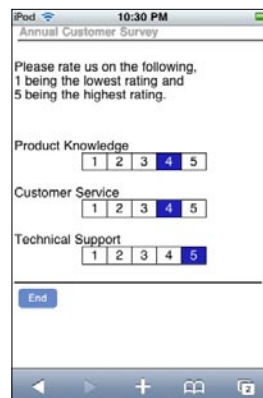 iPod 10:30 PM
Annual Customer Survey
Please rate us on the following,
1 being the lowest rating and
5 being the highest rating.
Product Knowledge
1 2 3 4 5
Customer Service
1 2 3 4 5
Technical Support
1 2 3 4 5
End
2